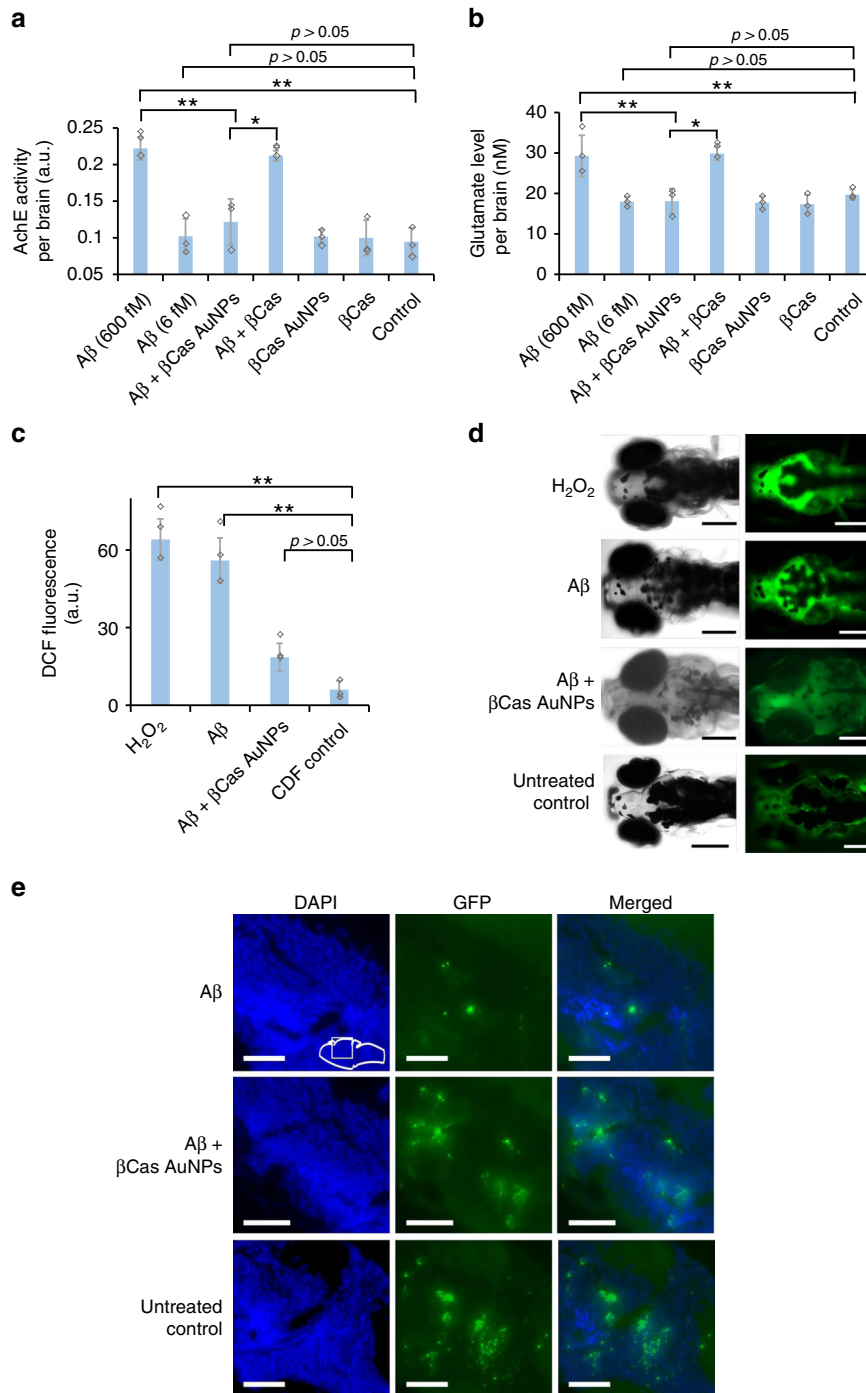 a
p > 0.05
p > 0.05
**
**
*
AchE activity
per brain (a.u.)
0.25
0.2
0.15
0.1
0.05
Aβ (600 fM)
Aβ (6 fM)
Aβ + βCas AuNPs
Aβ + βCas
βCas AuNPs
βCas
Control
b
p > 0.05
p > 0.05
**
**
*
Glutamate level
per brain (nM)
40
30
20
10
0
Aβ (600 fM)
Aβ (6 fM)
Aβ + βCas AuNPs
Aβ + βCas
βCas AuNPs
βCas
Control
c
**
**
p > 0.05
DCF fluorescence
(a.u.)
60
30
0
H₂O₂
Aβ
Aβ + βCas AuNPs
CDF control
d
H₂O₂
Aβ
Aβ +
βCas AuNPs
Untreated
control
e
DAPI
GFP
Merged
Aβ
Aβ +
βCas AuNPs
Untreated
control